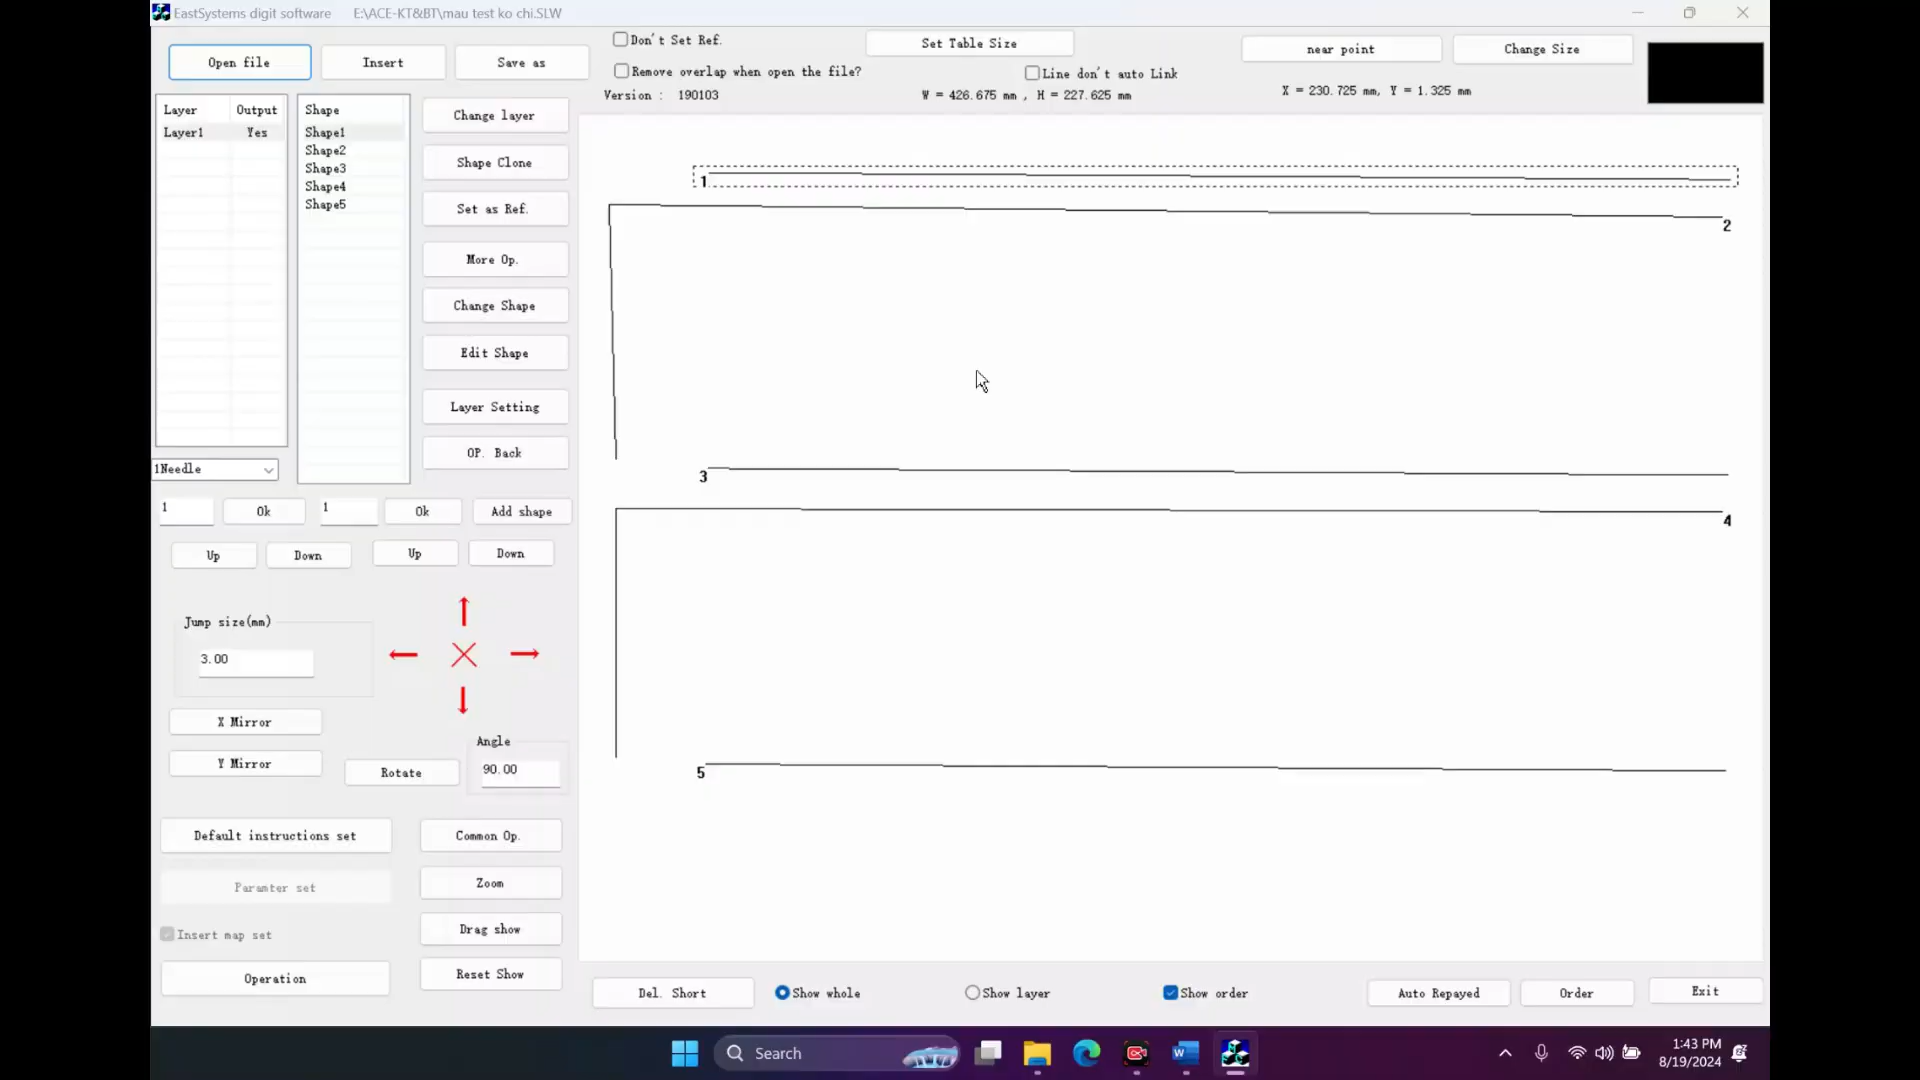 EastSystems digit software E:\ACE-KT&BT\mau test ko chi.SLW
Open file Insert Save as
Don't Set Ref.
Remove overlap when open the file?
Version : 190103
Set Table Size
Line don't auto Link
W = 426.675 mm , H = 227.625 mm
near point Change Size
X = 230.725 mm, Y = 1.325 mm
Layer Output
Layer1 Yes
Shape
Shape1
Shape2
Shape3
Shape4
Shape5
Change layer
Shape Clone
Set as Ref.
More Op.
Change Shape
Edit Shape
Layer Setting
OP. Back
1Needle
1 Ok 1 Ok Add shape
Up Down Up Down
Jump size(mm)
3.00
X Mirror
Y Mirror
Rotate
Angle
90.00
Default instructions set
Paramter set
Insert map set
Operation
Common Op.
Zoom
Drag show
Reset Show
1
2
3
4
5
Del. Short Show whole Show layer Show order Auto Repayed Order Exit
Search
1:43 PM
8/19/2024